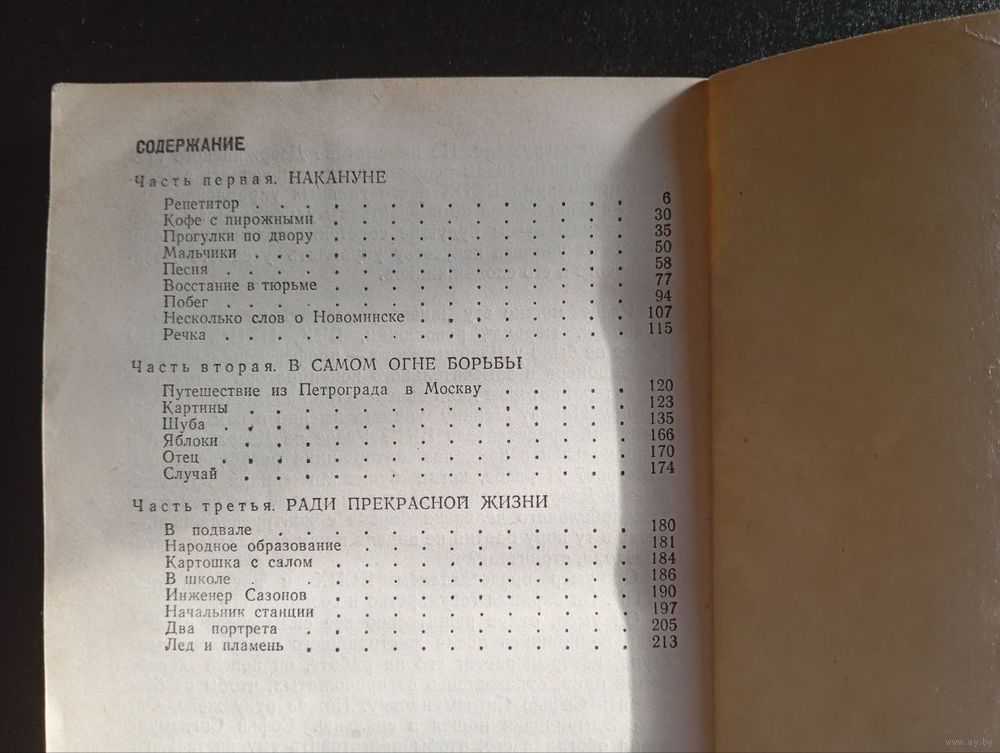 СОДЕРЖАНИЕ
Часть первая. НАКАНУНЕ
Репетитор . . . . . . . . . . . . . . 6
Кофе с пирожными . . . . . . . . . . . 30
Прогулки по двору . . . . . . . . . . . 35
Мальчики . . . . . . . . . . . . . . 50
Песня . . . . . . . . . . . . . . . 58
Восстание в тюрьме . . . . . . . . . . . 77
Побег . . . . . . . . . . . . . . . 94
Несколько слов о Новоминске . . . . . . . . 107
Речка . . . . . . . . . . . . . . . 115
Часть вторая. В САМОМ ОГНЕ БОРЬБЫ
Путешествие из Петрограда в Москву . . . . . 120
Картины . . . . . . . . . . . . . . 123
Шуба . . . . . . . . . . . . . . . 135
Яблоки . . . . . . . . . . . . . . 166
Отец . . . . . . . . . . . . . . . 170
Случай . . . . . . . . . . . . . . 174
Часть третья. РАДИ ПРЕКРАСНОЙ ЖИЗНИ
В подвале . . . . . . . . . . . . . 180
Народное образование . . . . . . . . . . 181
Картошка с салом . . . . . . . . . . . 184
В школе . . . . . . . . . . . . . . 186
Инженер Сазонов . . . . . . . . . . . 190
Начальник станции . . . . . . . . . . . 197
Два портрета . . . . . . . . . . . . 205
Лед и пламень . . . . . . . . . . . . 213
www.ay.by